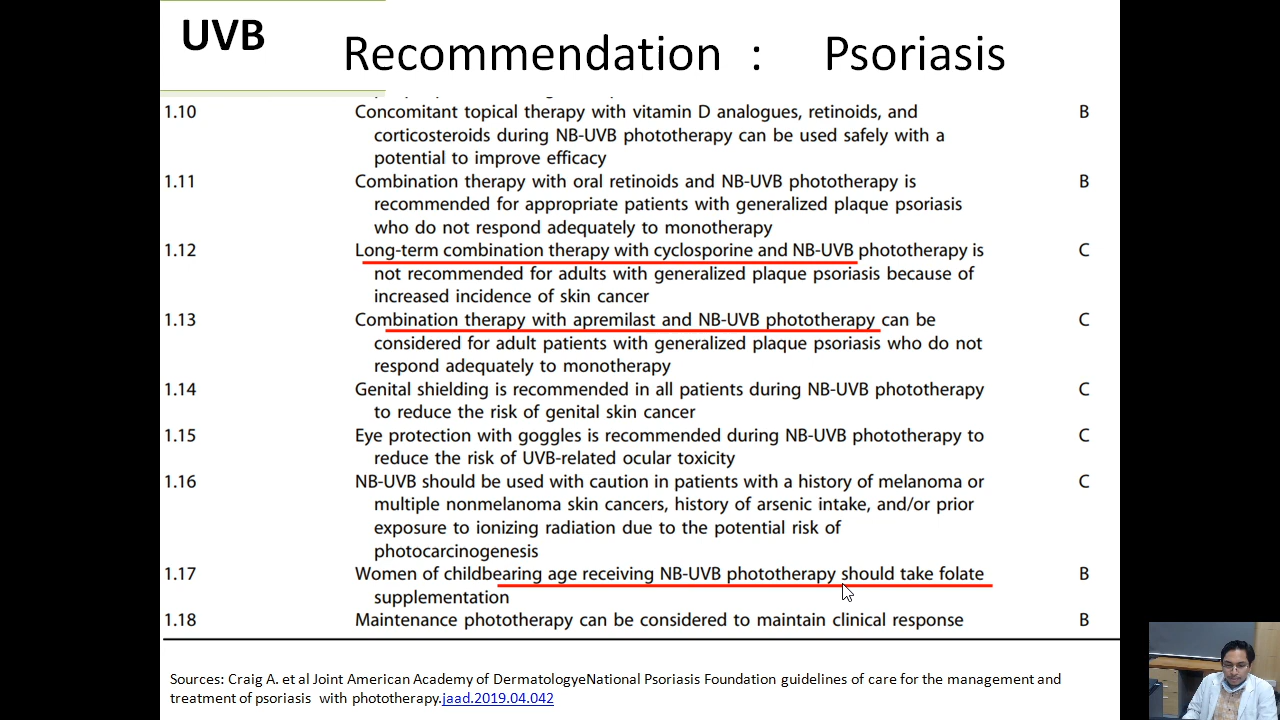 UVB
Recommendation : Psoriasis
1.10 Concomitant topical therapy with vitamin D analogues, retinoids, and B
corticosteroids during NB-UVB phototherapy can be used safely with a
potential to improve efficacy
1.11 Combination therapy with oral retinoids and NB-UVB phototherapy is B
recommended for appropriate patients with generalized plaque psoriasis
who do not respond adequately to monotherapy
1.12 Long-term combination therapy with cyclosporine and NB-UVB phototherapy is C
not recommended for adults with generalized plaque psoriasis because of
increased incidence of skin cancer
1.13 Combination therapy with apremilast and NB-UVB phototherapy can be C
considered for adult patients with generalized plaque psoriasis who do not
respond adequately to monotherapy
1.14 Genital shielding is recommended in all patients during NB-UVB phototherapy C
to reduce the risk of genital skin cancer
1.15 Eye protection with goggles is recommended during NB-UVB phototherapy to C
reduce the risk of UVB-related ocular toxicity
1.16 NB-UVB should be used with caution in patients with a history of melanoma or C
multiple nonmelanoma skin cancers, history of arsenic intake, and/or prior
exposure to ionizing radiation due to the potential risk of
photocarcinogenesis
1.17 Women of childbearing age receiving NB-UVB phototherapy should take folate B
supplementation
1.18 Maintenance phototherapy can be considered to maintain clinical response B
Sources: Craig A. et al Joint American Academy of DermatologyeNational Psoriasis Foundation guidelines of care for the management and
treatment of psoriasis with phototherapy.jaad.2019.04.042